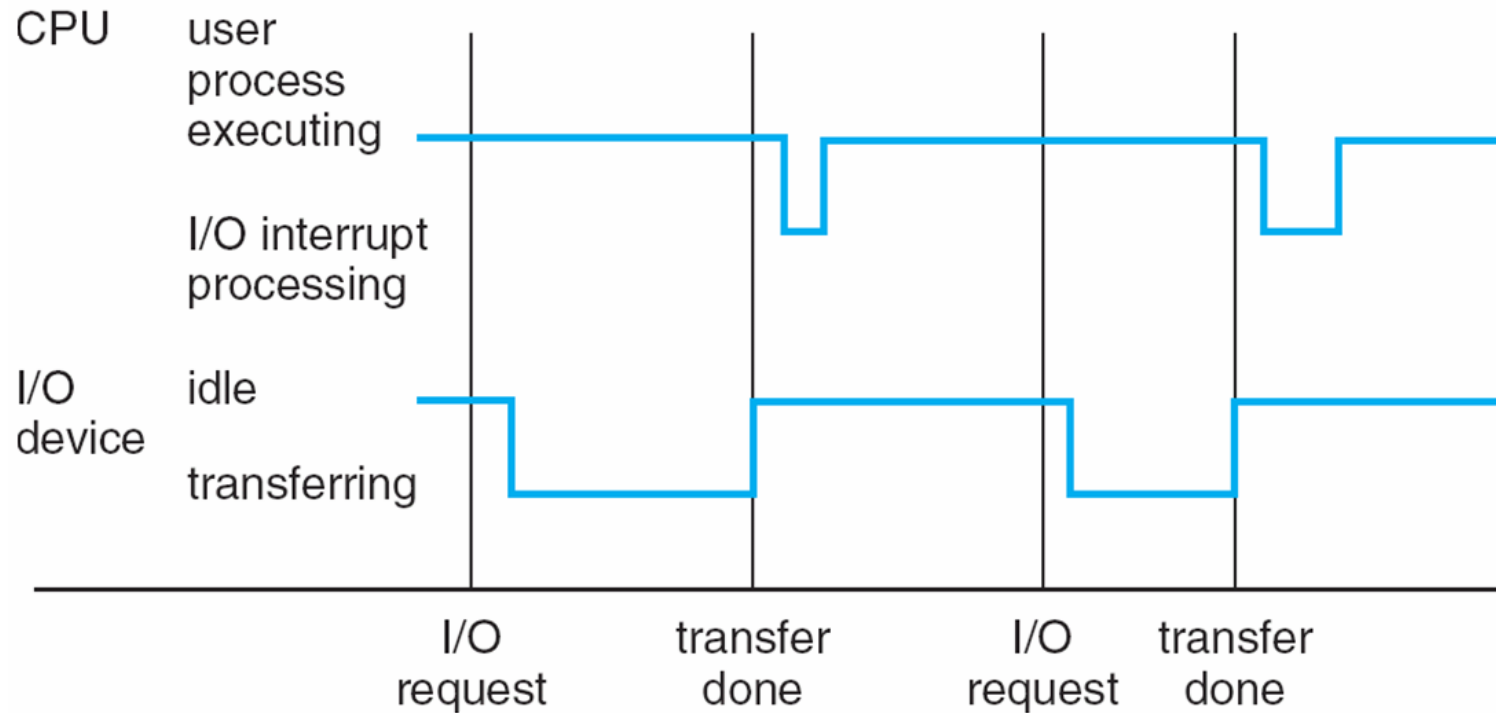 CPU user
process
executing
I/O interrupt
processing
I/O idle
device
transferring
I/O transfer I/O transfer
request done request done